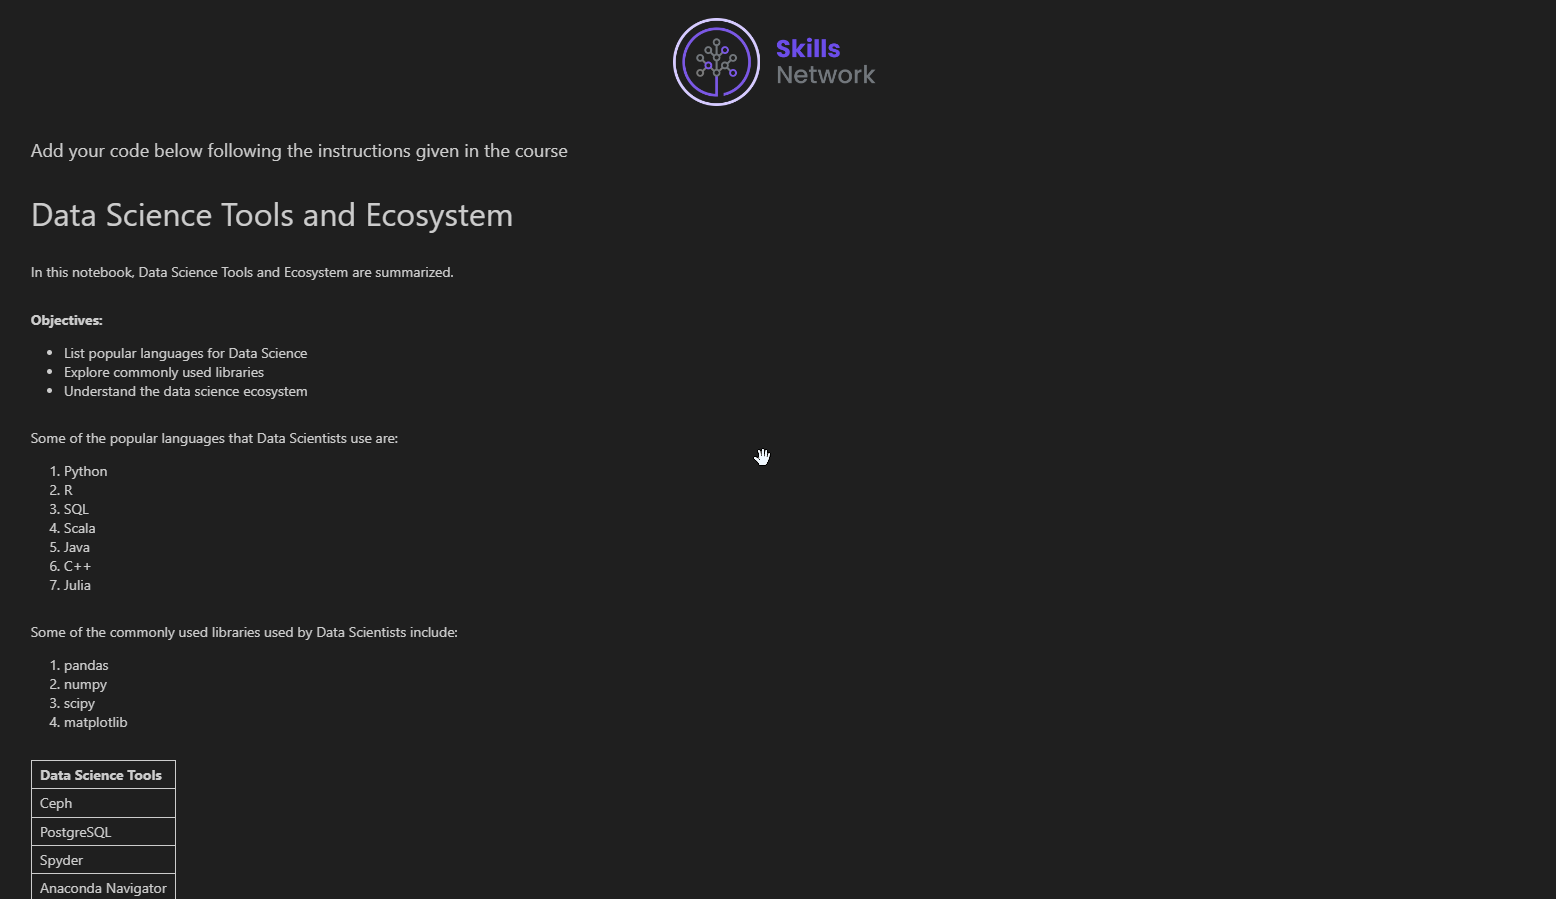 Skills
Network
Add your code below following the instructions given in the course
Data Science Tools and Ecosystem
In this notebook, Data Science Tools and Ecosystem are summarized.
Objectives:
• List popular languages for Data Science
• Explore commonly used libraries
• Understand the data science ecosystem
Some of the popular languages that Data Scientists use are:
1. Python
2. R
3. SQL
4. Scala
5. Java
6. C++
7. Julia
Some of the commonly used libraries used by Data Scientists include:
1. pandas
2. numpy
3. scipy
4. matplotlib
Data Science Tools
Ceph
PostgreSQL
Spyder
Anaconda Navigator